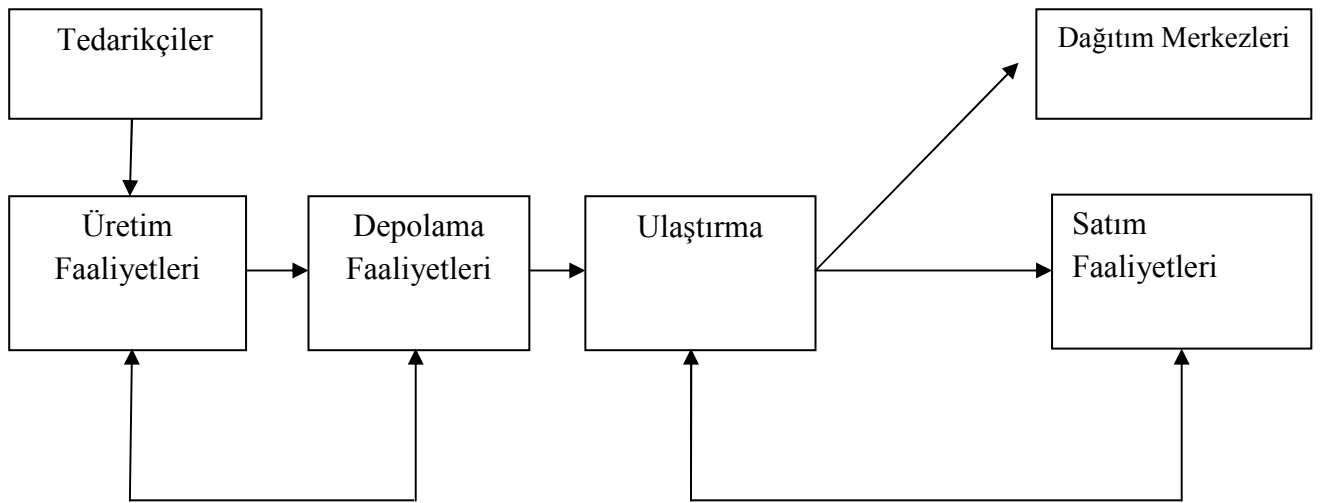 Tedarikçiler
Dağıtım Merkezleri
Üretim
Faaliyetleri
Depolama
Faaliyetleri
Ulaştırma
Satım
Faaliyetleri